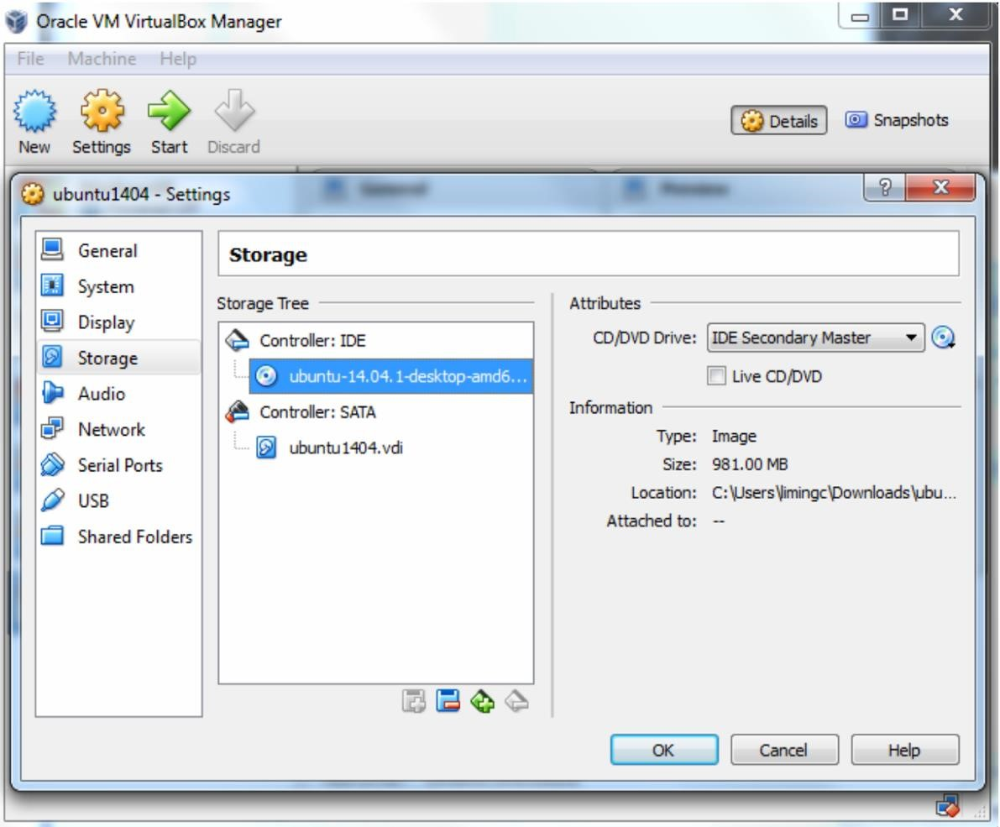 Oracle VM VirtualBox Manager
File Machine Help
New Settings Start Discard
Details Snapshots
ubuntu1404 - Settings
General
System
Display
Storage
Audio
Network
Serial Ports
USB
Shared Folders
Storage
Storage Tree
Controller: IDE
ubuntu-14.04.1-desktop-amd6...
Controller: SATA
ubuntu1404.vdi
Attributes
CD/DVD Drive: IDE Secondary Master
Live CD/DVD
Information
Type: Image
Size: 981.00 MB
Location: C:\Users\limingc\Downloads\ubu...
Attached to: --
OK Cancel Help